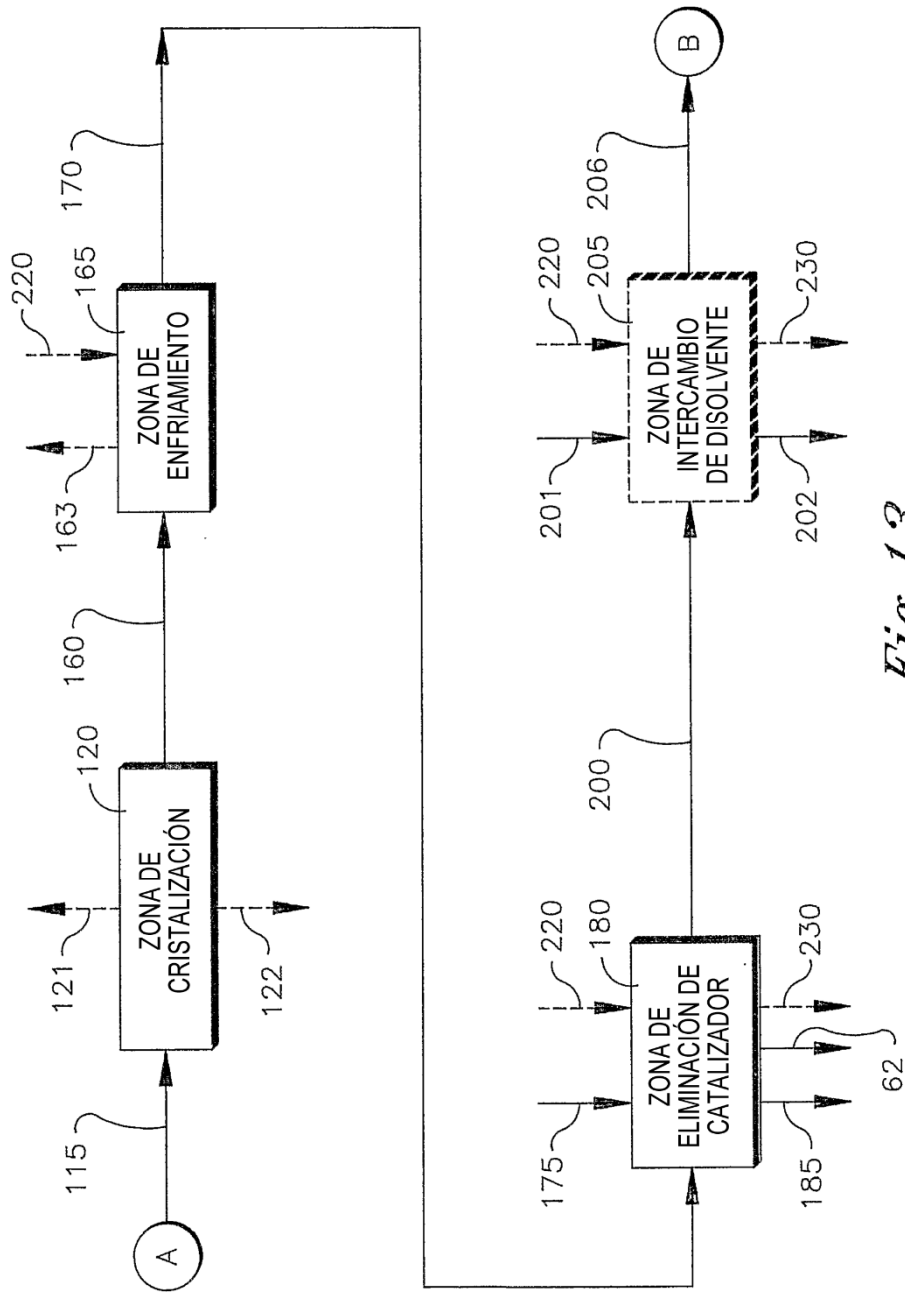 A
115
121
122
ZONA DE
CRISTALIZACIÓN
120
160
163
220
ZONA DE
ENFRIAMIENTO
165
170
175
220
ZONA DE
ELIMINACIÓN DE
CATALIZADOR
180
185
62
230
200
201
220
ZONA DE
INTERCAMBIO
DE DISOLVENTE
205
202
230
206
B
Fig. 13